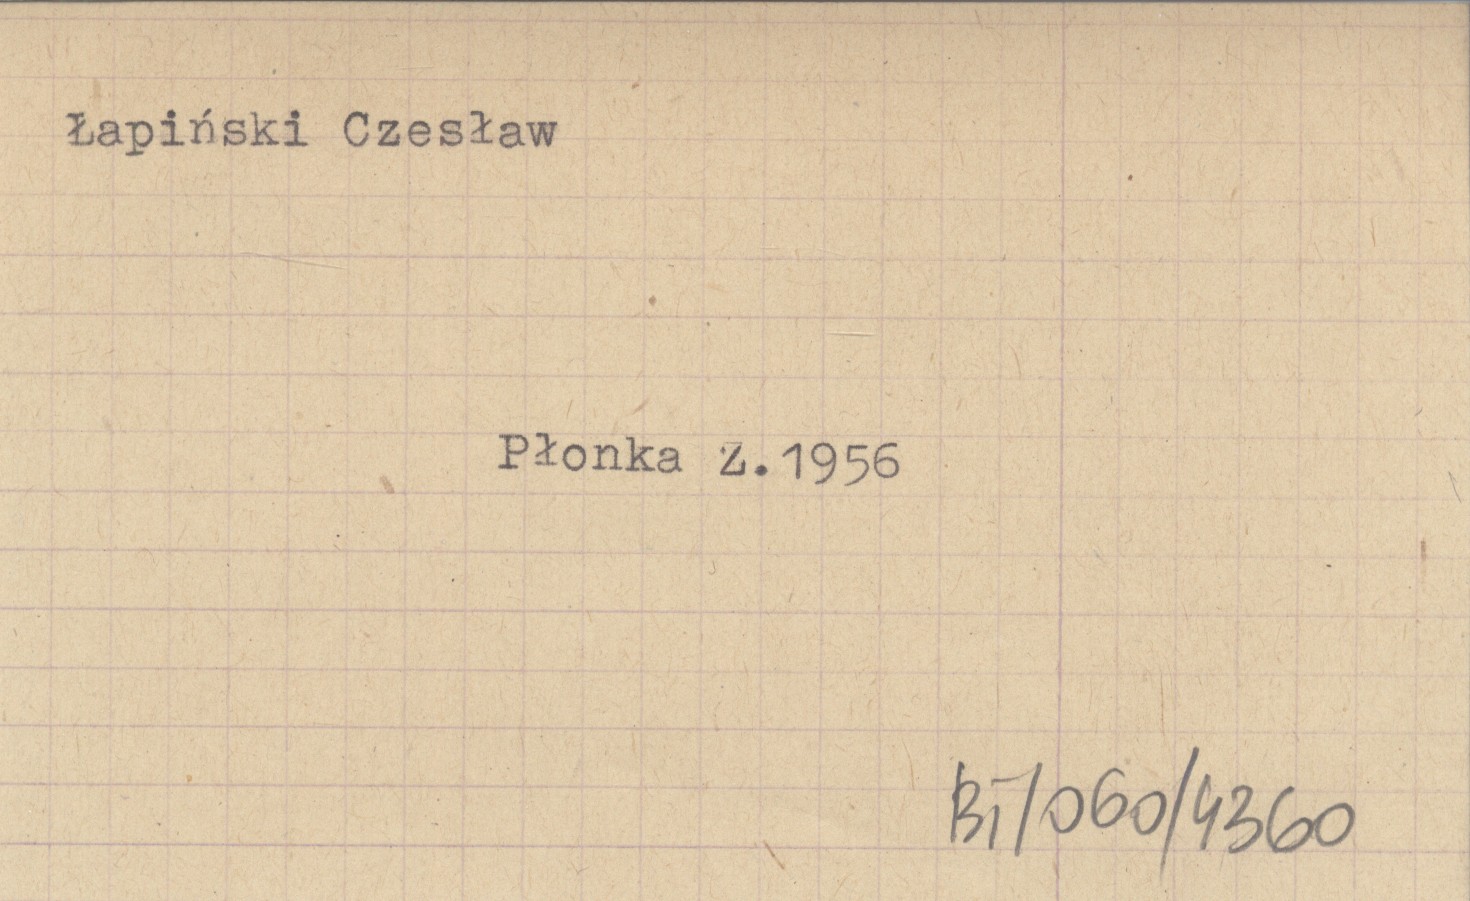 Łapiński Czesław
Płonka Z.1956
Bi/060/4360